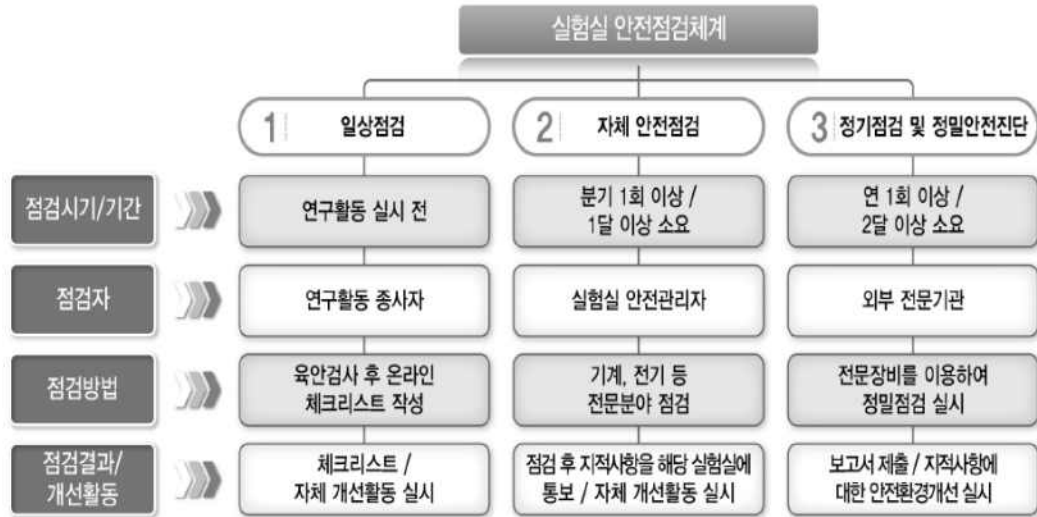 실험실 안전점검체계
1 일상점검
2 자체 안전점검
3 정기점검 및 정밀안전진단
점검시기/기간
연구활동 실시 전
분기 1회 이상 /
1달 이상 소요
연 1회 이상 /
2달 이상 소요
점검자
연구활동 종사자
실험실 안전관리자
외부 전문기관
점검방법
육안검사 후 온라인
체크리스트 작성
기계, 전기 등
전문분야 점검
전문장비를 이용하여
정밀점검 실시
점검결과/
개선활동
체크리스트 /
자체 개선활동 실시
점검 후 지적사항을 해당 실험실에
통보 / 자체 개선활동 실시
보고서 제출 / 지적사항에
대한 안전환경개선 실시